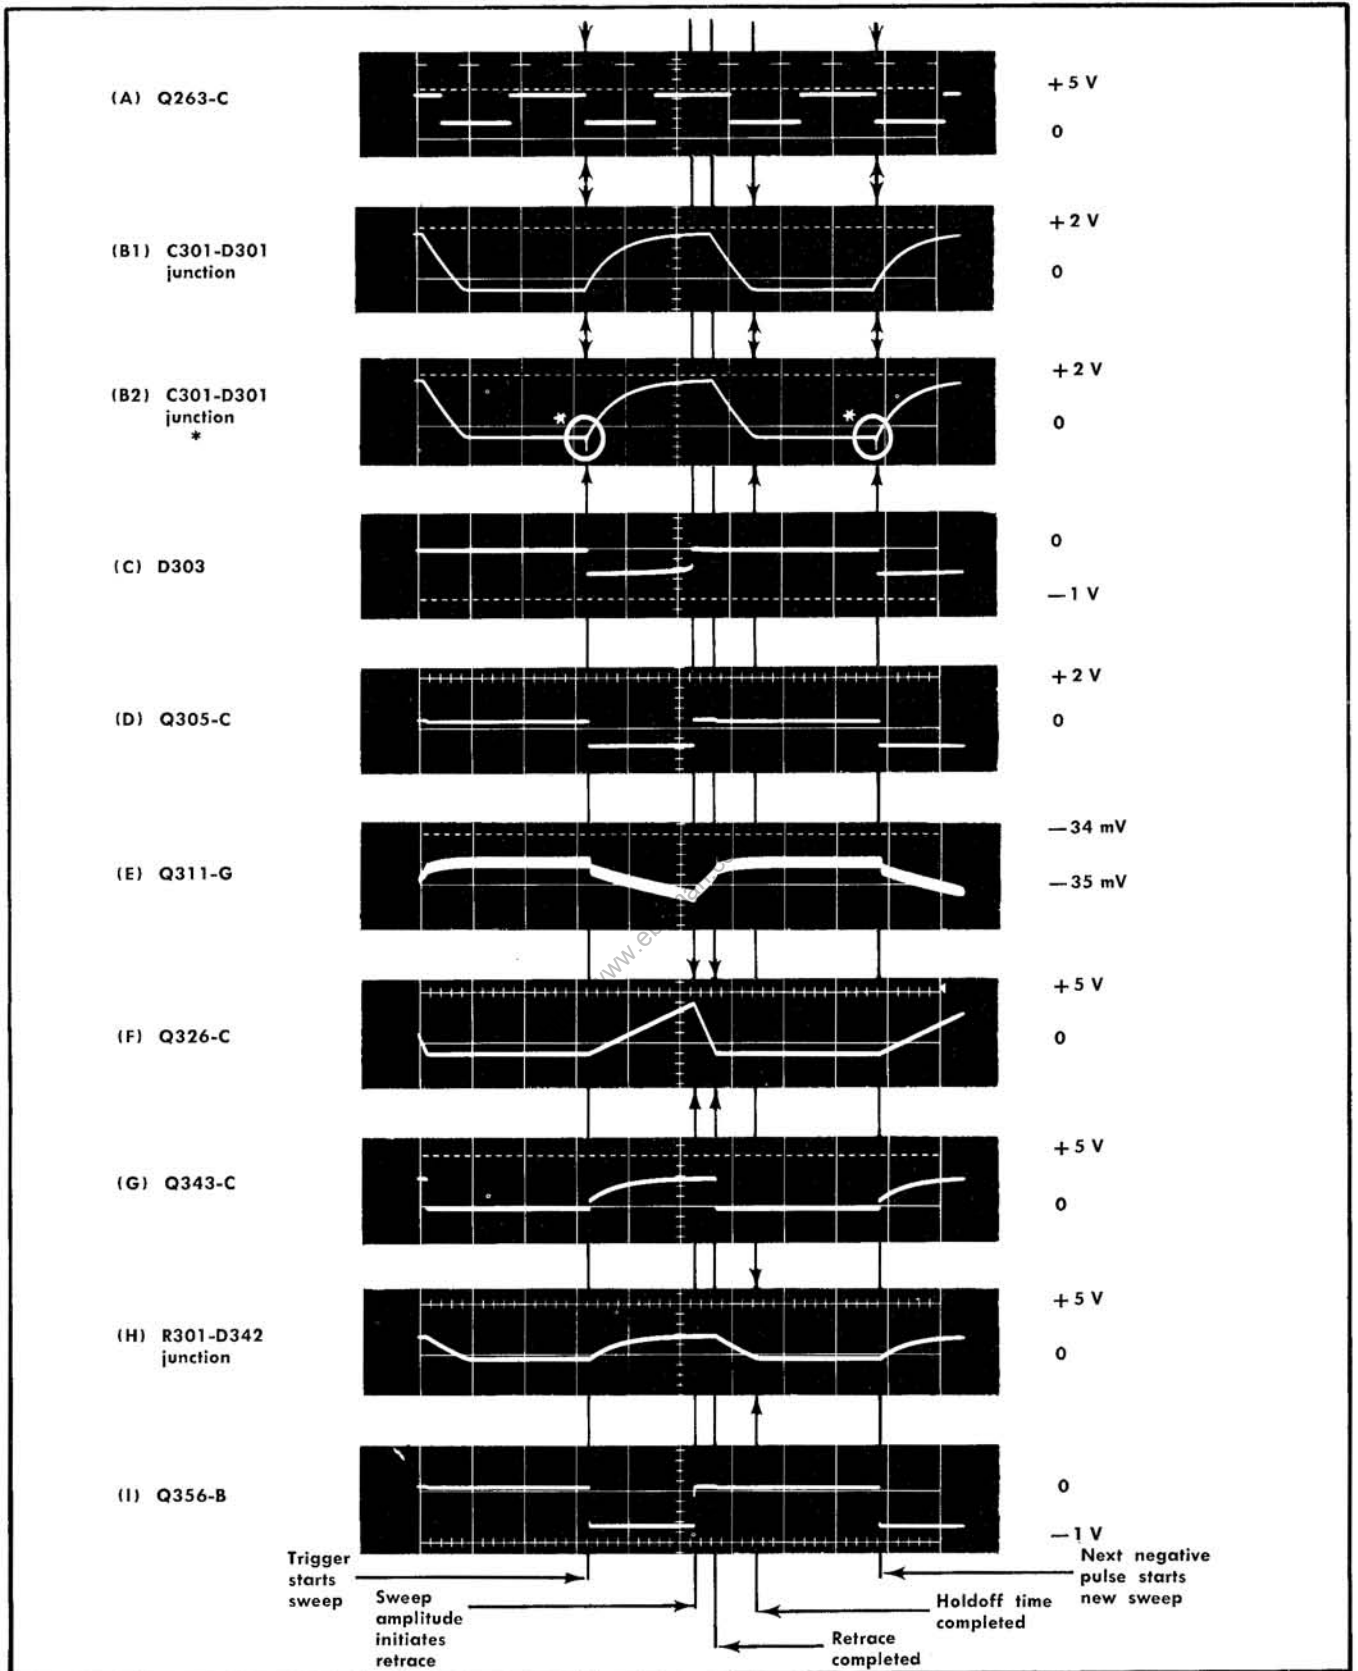 (A) Q263-C
+5 V
0
(B1) C301-D301
junction
+2 V
0
(B2) C301-D301
junction
*
*
*
+2 V
0
(C) D303
0
—1 V
(D) Q305-C
+2 V
0
(E) Q311-G
—34 mV
—35 mV
(F) Q326-C
+5 V
0
(G) Q343-C
+5 V
0
(H) R301-D342
junction
+5 V
0
(I) Q356-B
0
—1 V
Trigger
starts
sweep
Sweep
amplitude
initiates
retrace
Retrace
completed
Holdoff time
completed
Next negative
pulse starts
new sweep